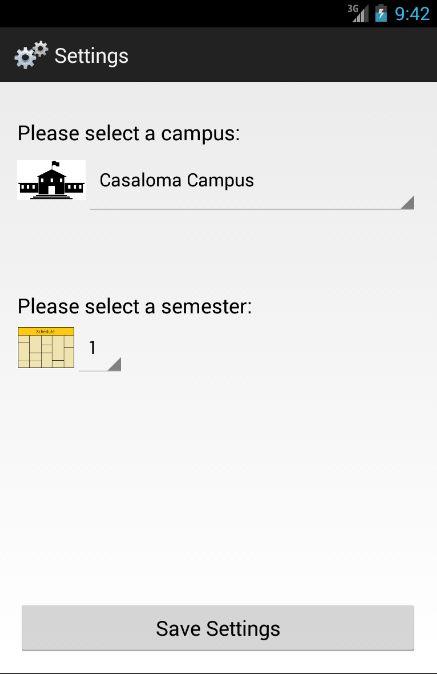 3G 9:42
Settings
Please select a campus:
Casaloma Campus
Please select a semester:
Schedule
1
Save Settings